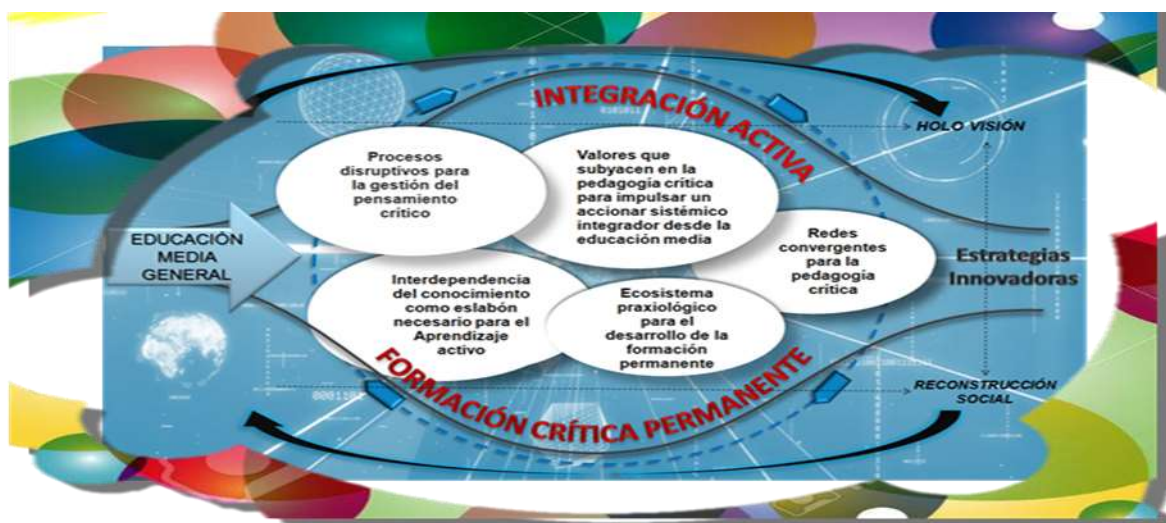 INTEGRACIÓN ACTIVA
HOLO VISIÓN
Procesos
disruptivos para
la gestión del
pensamiento
crítico
Valores que
subyacen en la
pedagogía crítica
para impulsar un
accionar sistémico
integrador desde la
educación media
EDUCACIÓN
MEDIA
GENERAL
Redes
convergentes
para la
pedagogía
crítica
Estrategias
Innovadoras
Interdependencia
del conocimiento
como eslabón
necesario para el
Aprendizaje
activo
Ecosistema
praxiológico
para el
desarrollo de la
formación
permanente
FORMACIÓN CRÍTICA PERMANENTE
RECONSTRUCCIÓN
SOCIAL